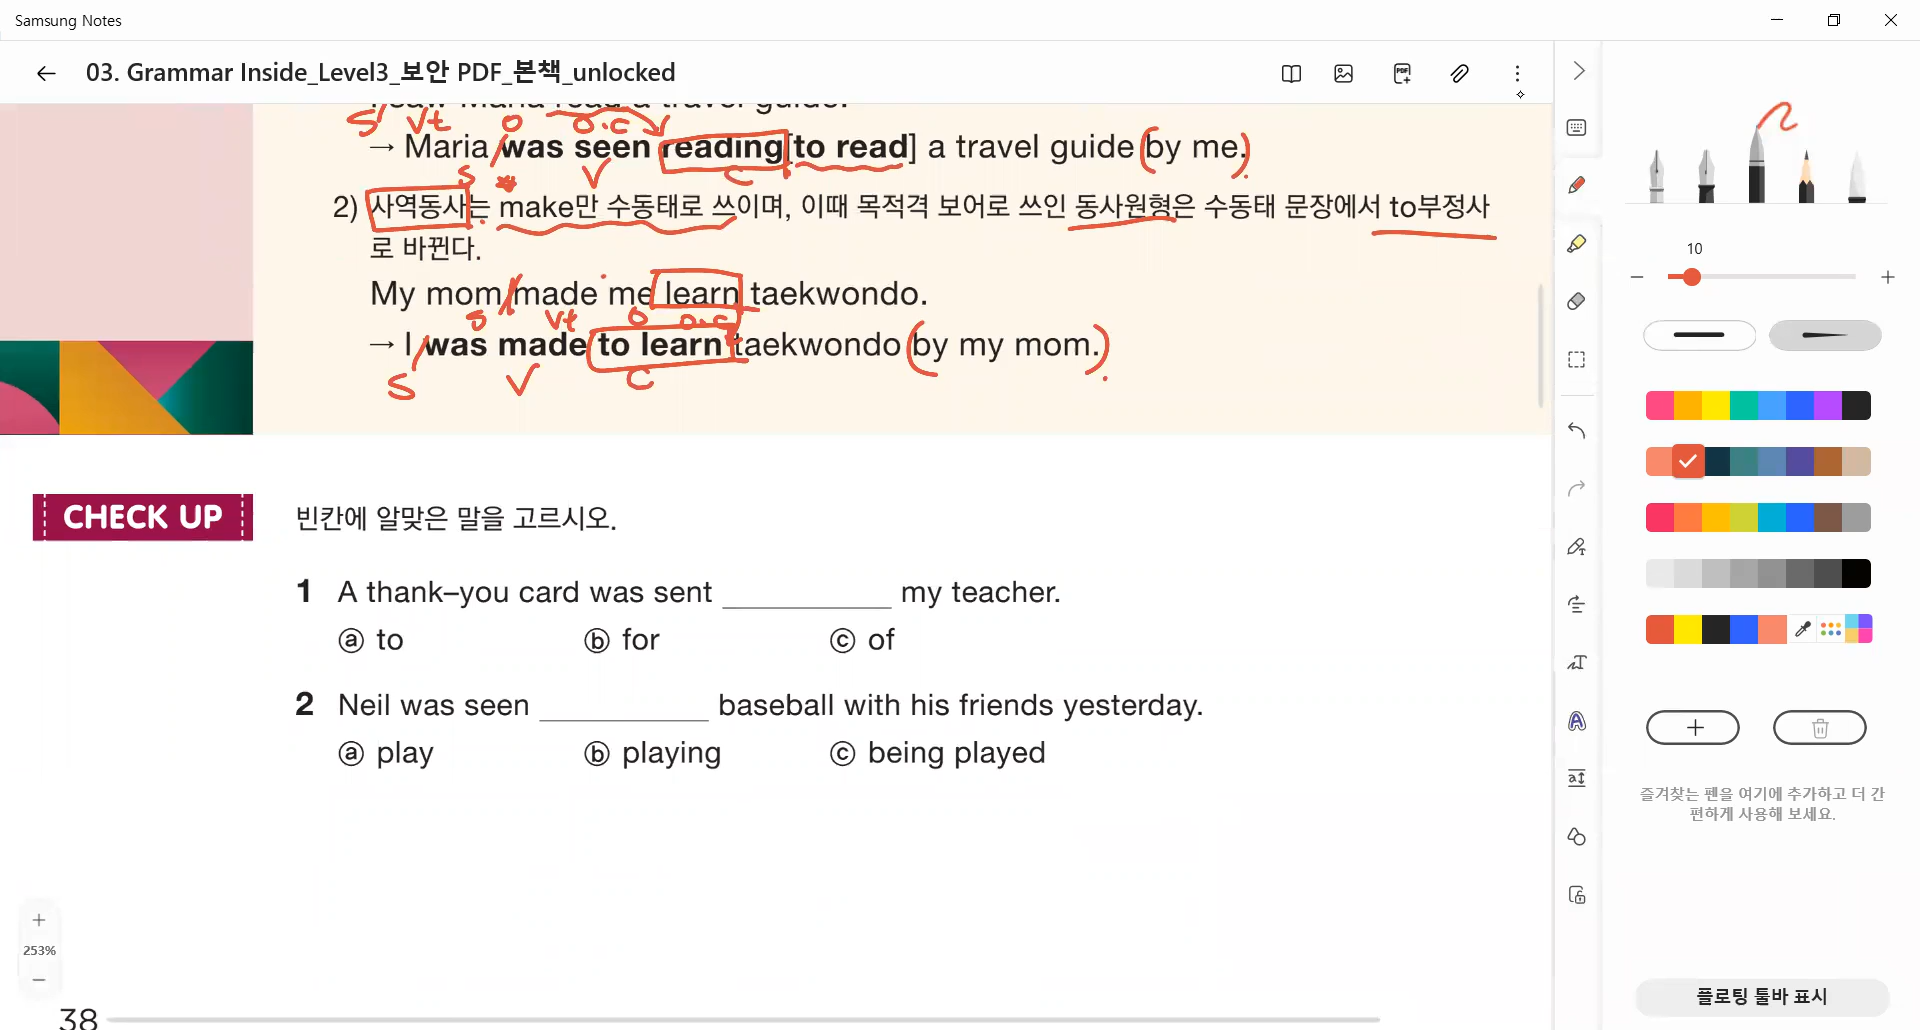 Samsung Notes
03. Grammar Inside_Level3_보안 PDF_본책_unlocked
I saw Maria read a travel guide.
S Vt O O.C
→ Maria was seen reading[to read] a travel guide (by me.)
S V C
2) 사역동사는 make만 수동태로 쓰이며, 이때 목적격 보어로 쓰인 동사원형은 수동태 문장에서 to부정사
로 바뀐다.
My mom made me learn taekwondo.
S Vt O O.C
→ I was made to learn taekwondo (by my mom.)
S V C
CHECK UP
빈칸에 알맞은 말을 고르시오.
1 A thank–you card was sent __________ my teacher.
ⓐ to ⓑ for ⓒ of
2 Neil was seen __________ baseball with his friends yesterday.
ⓐ play ⓑ playing ⓒ being played
253%
38
10
즐겨찾는 펜을 여기에 추가하고 더 간
편하게 사용해 보세요.
플로팅 툴바 표시